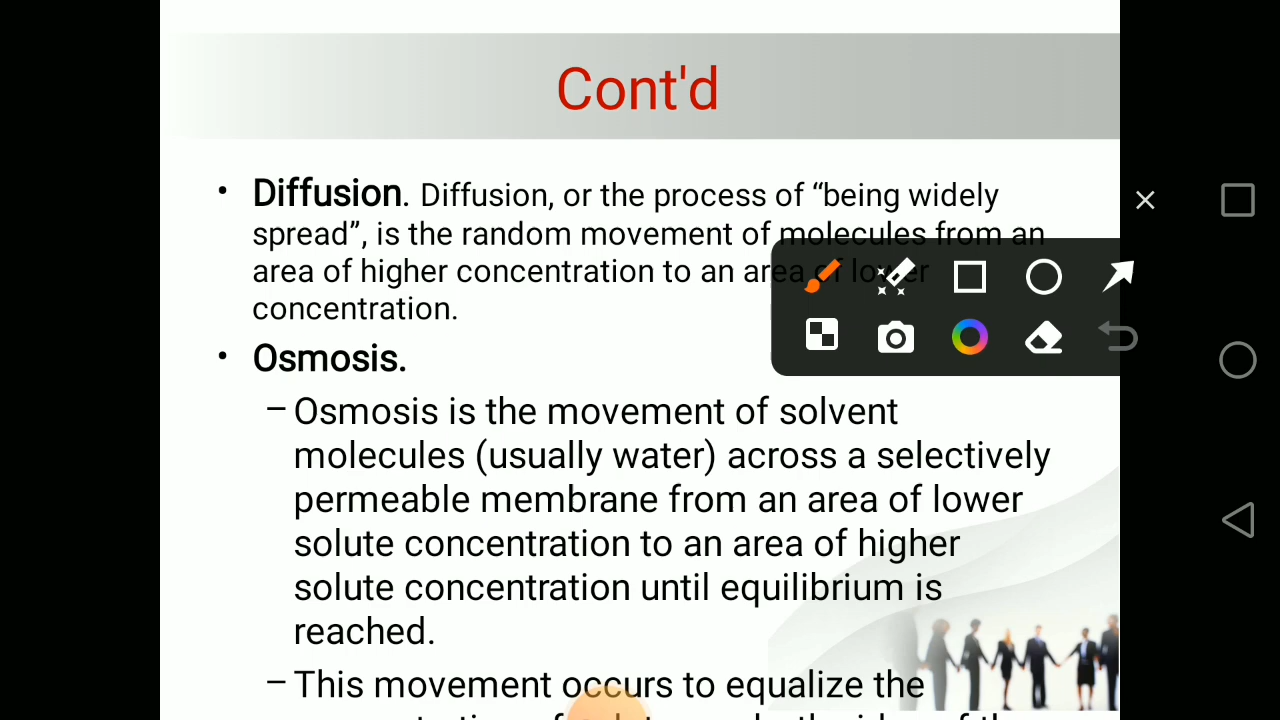 Cont'd
• Diffusion. Diffusion, or the process of “being widely
spread”, is the random movement of molecules from an
area of higher concentration to an area of lower
concentration.
• Osmosis.
– Osmosis is the movement of solvent
molecules (usually water) across a selectively
permeable membrane from an area of lower
solute concentration to an area of higher
solute concentration until equilibrium is
reached.
– This movement occurs to equalize the